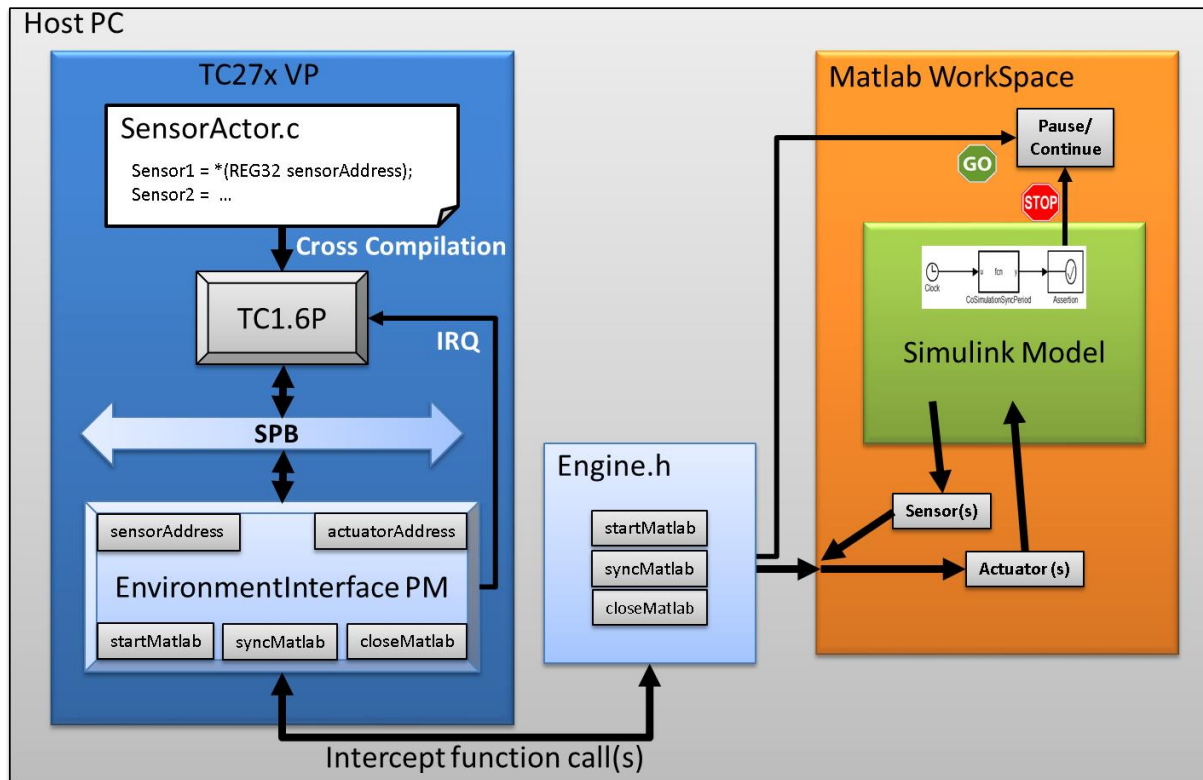 Host PC
TC27x VP
SensorActor.c
Sensor1 = *(REG32 sensorAddress);
Sensor2 = ...
Cross Compilation
TC1.6P
IRQ
SPB
sensorAddress
actuatorAddress
EnvironmentInterface PM
startMatlab
syncMatlab
closeMatlab
Intercept function call(s)
Engine.h
startMatlab
syncMatlab
closeMatlab
Matlab WorkSpace
Pause/
Continue
GO
STOP
Clock
u
fcn
y
CoSimulationSyncPeriod
Assertion
Simulink Model
Sensor(s)
Actuator (s)